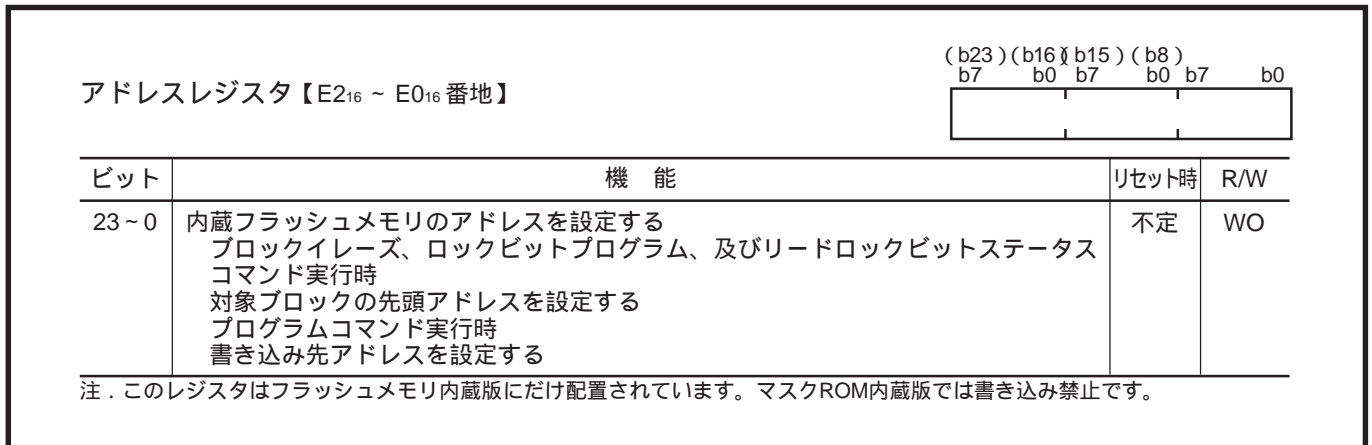 (b23)(b16)(b15)(b8)
b7 b0 b7 b0 b7 b0
アドレスレジスタ【E2₁₆ ~ E0₁₆ 番地】
ビット 機 能 リセット時 R/W
23~0 内蔵フラッシュメモリのアドレスを設定する 不定 WO
ブロックイレーズ、ロックビットプログラム、及びリードロックビットステータス
コマンド実行時
対象ブロックの先頭アドレスを設定する
プログラムコマンド実行時
書き込み先アドレスを設定する
注.このレジスタはフラッシュメモリ内蔵版にだけ配置されています。マスクROM内蔵版では書き込み禁止です。